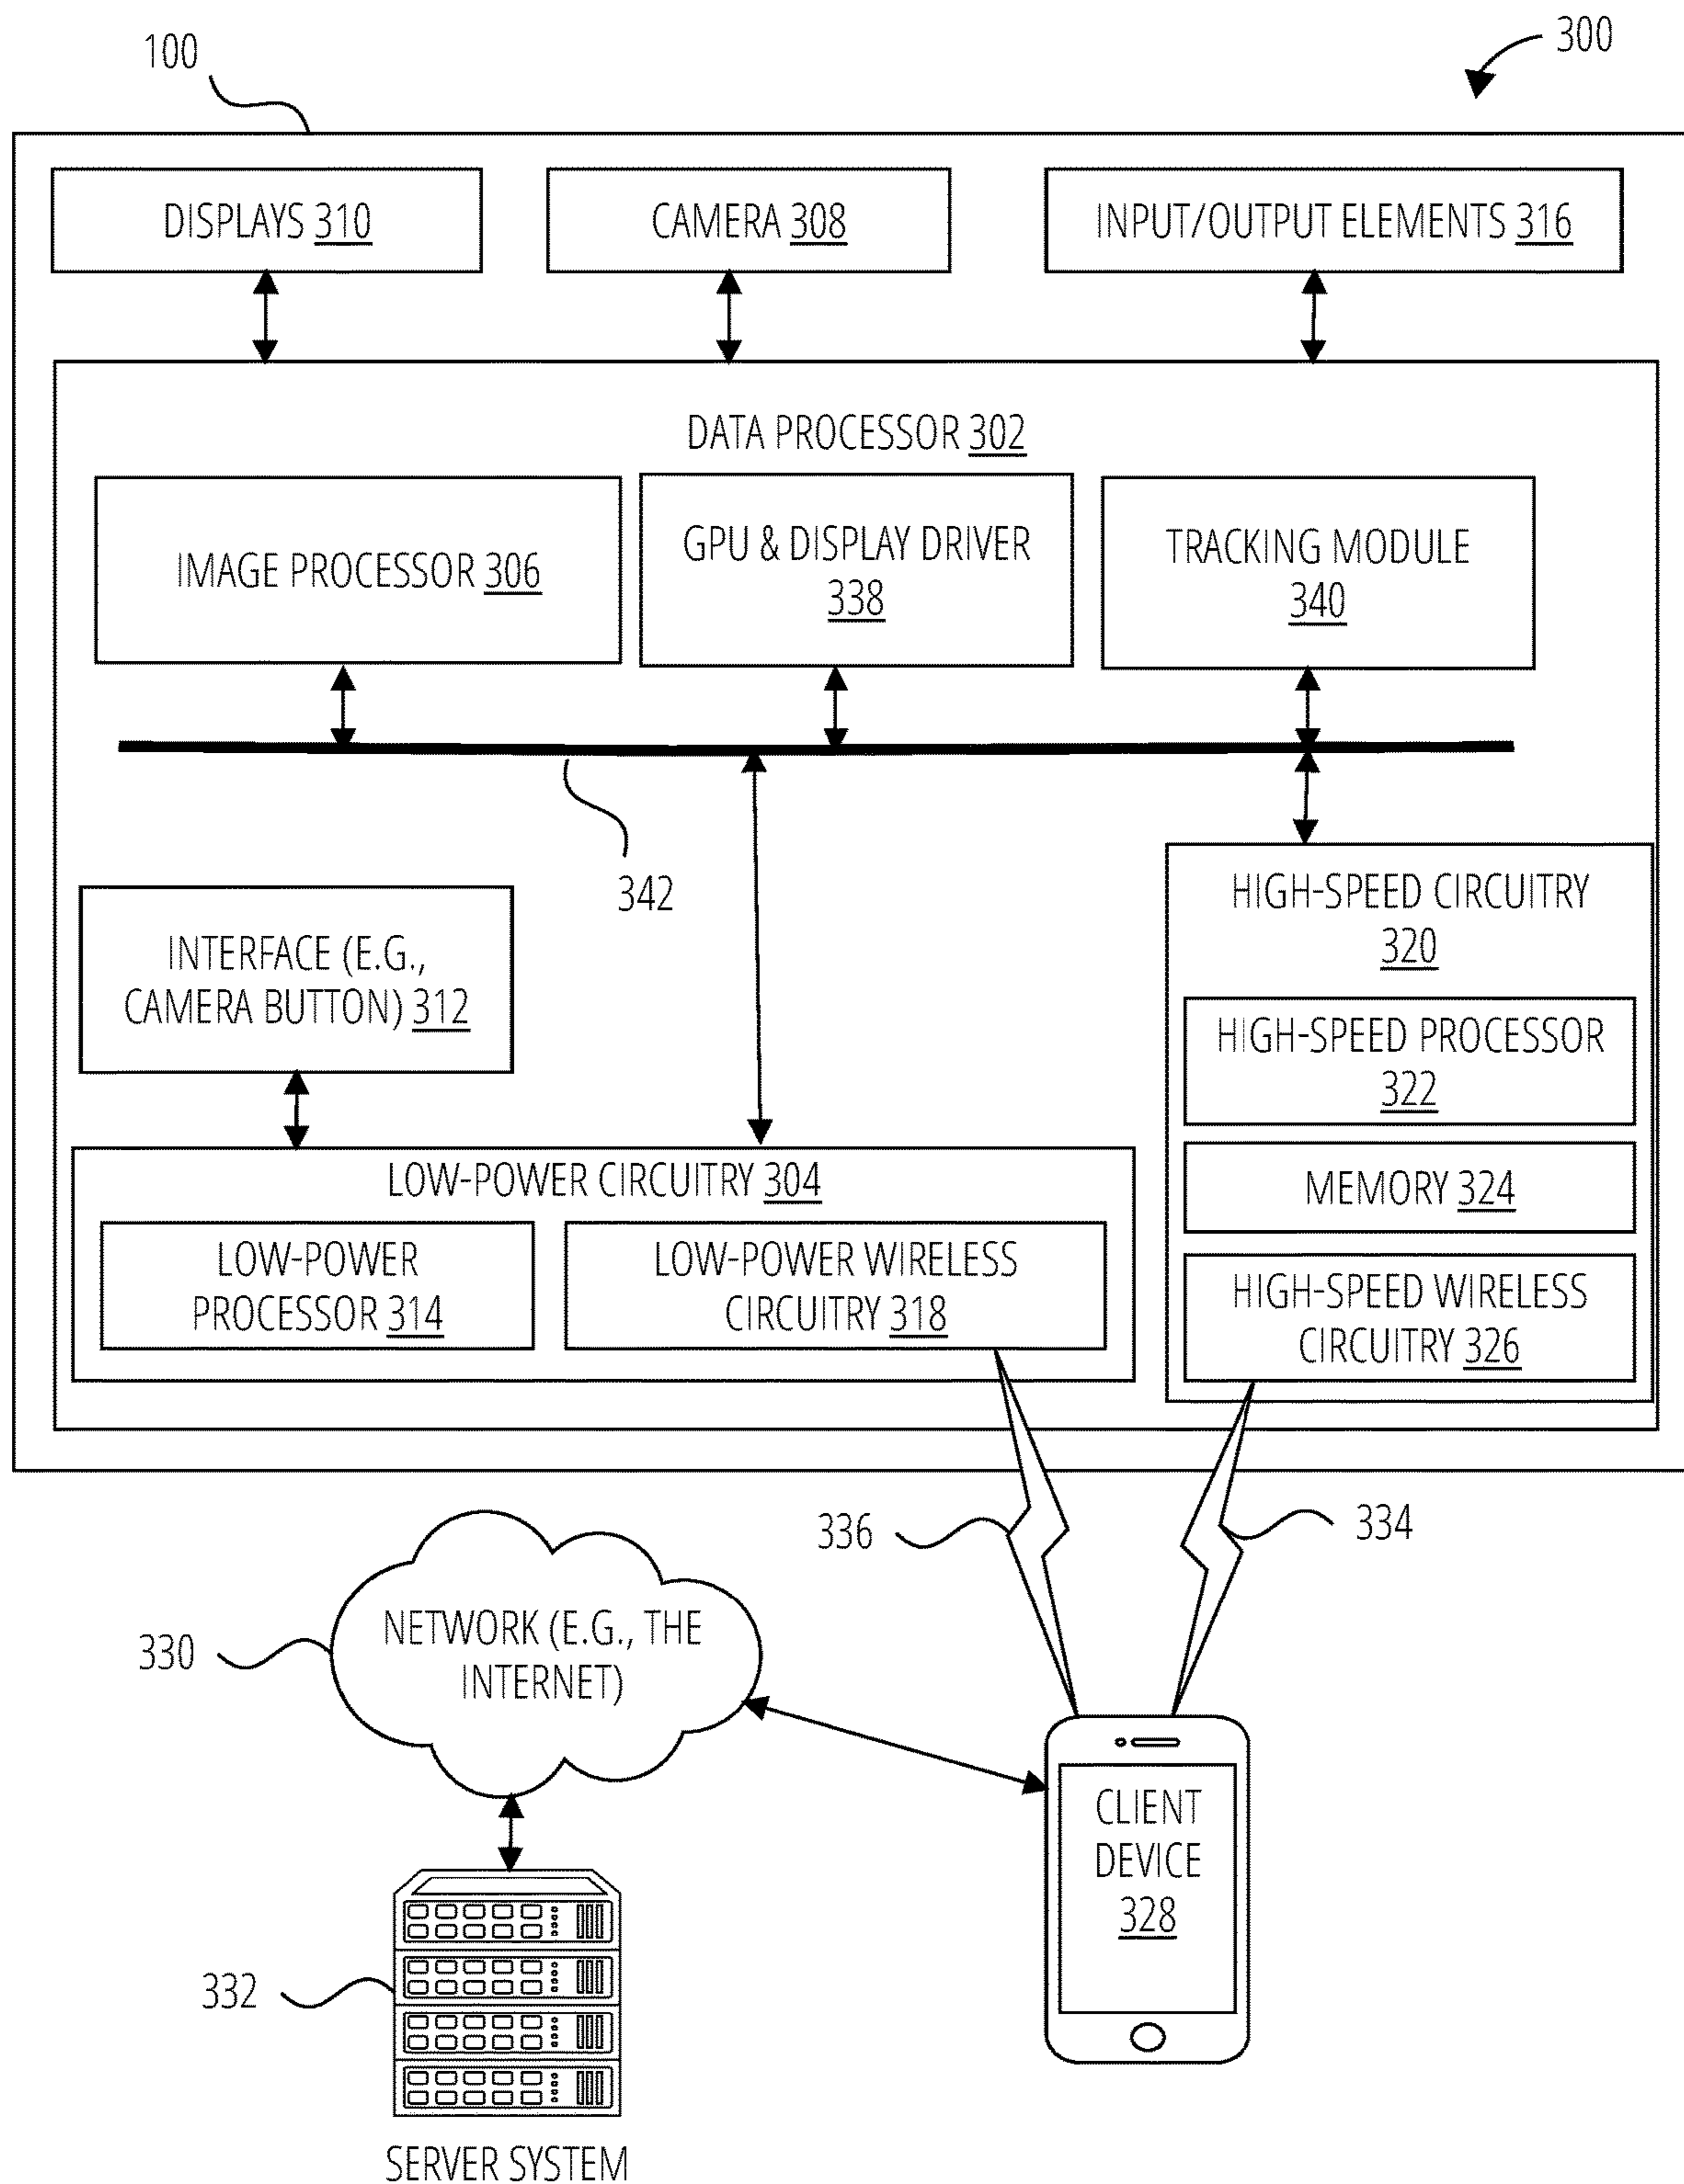 100
300
DISPLAYS 310
CAMERA 308
INPUT/OUTPUT ELEMENTS 316
DATA PROCESSOR 302
IMAGE PROCESSOR 306
GPU & DISPLAY DRIVER
338
TRACKING MODULE
340
342
INTERFACE (E.G.,
CAMERA BUTTON) 312
HIGH-SPEED CIRCUITRY
320
HIGH-SPEED PROCESSOR
322
MEMORY 324
HIGH-SPEED WIRELESS
CIRCUITRY 326
LOW-POWER CIRCUITRY 304
LOW-POWER
PROCESSOR 314
LOW-POWER WIRELESS
CIRCUITRY 318
336
334
330
NETWORK (E.G., THE
INTERNET)
CLIENT
DEVICE
328
332
SERVER SYSTEM